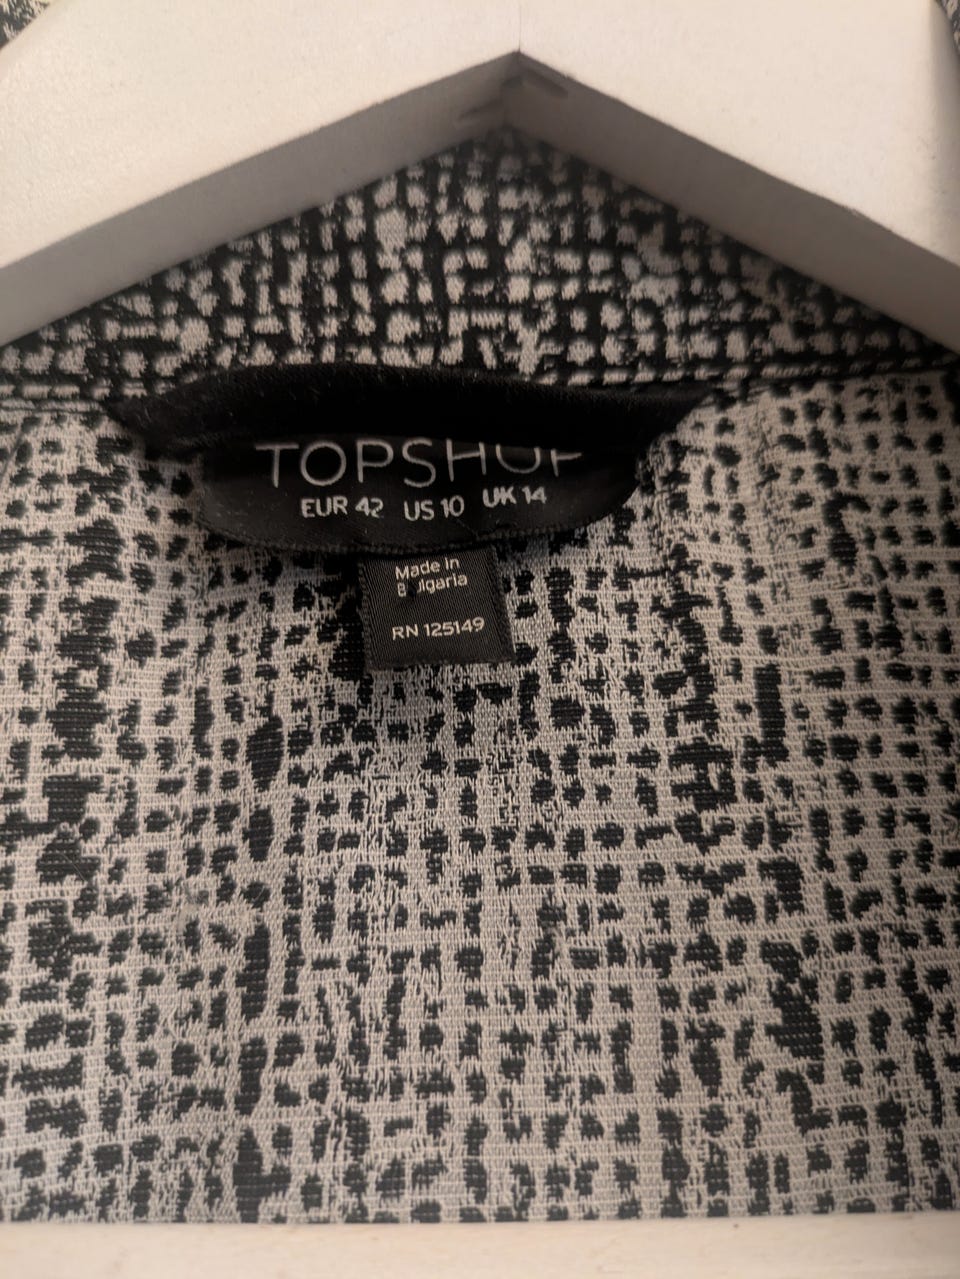 TOPSHOP
EUR 42 US 10 UK 14
Made in
Bulgaria
RN 125149